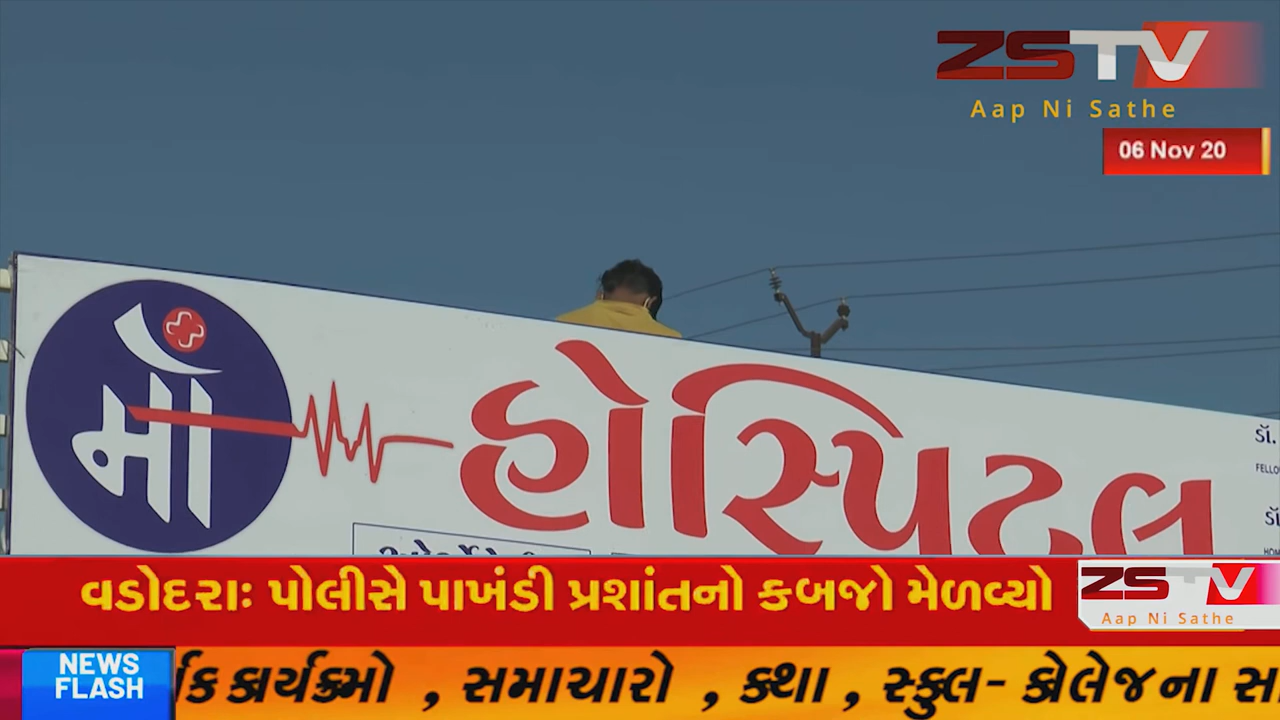 ZSTV
Aap Ni Sathe
06 Nov 20
માઁ
હોસ્પિટલ
ડૉ.
વડોદરાઃ પોલીસે પાખંડી પ્રશાંતનો કબજો મેળવ્યો
ZSTV
Aap Ni Sathe
NEWS FLASH
કાર્યક્રમો , સમાચારો , કથા , સ્કુલ- કોલેજના